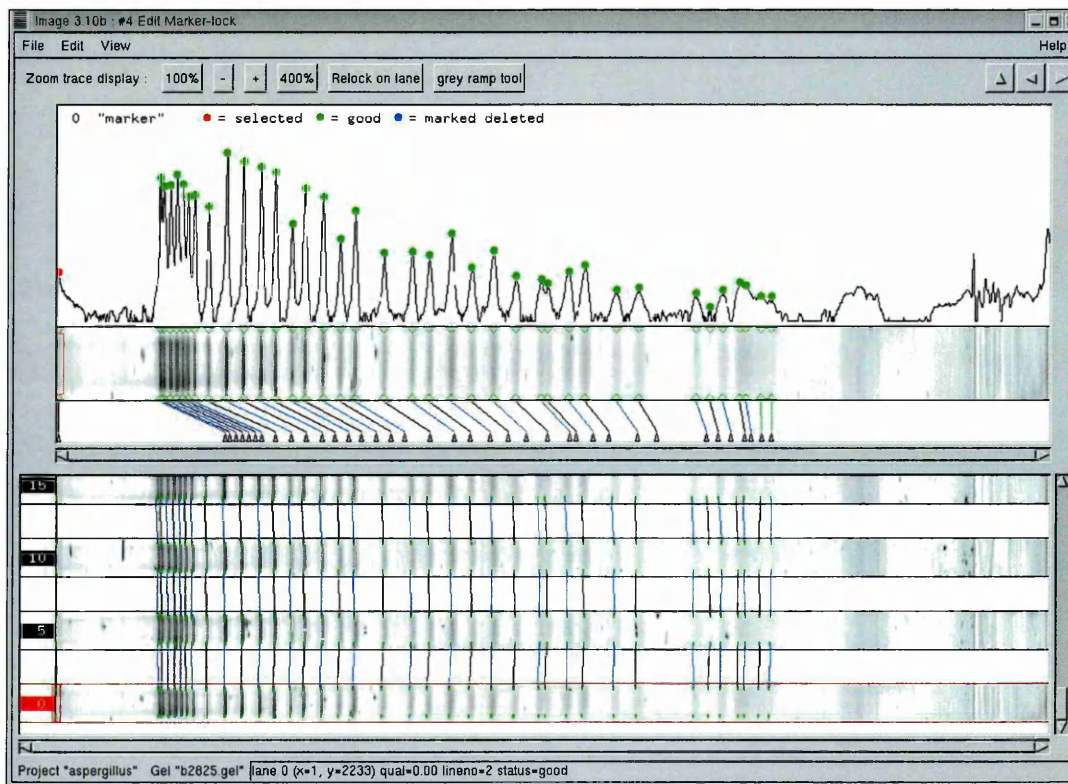 Image 3.10b : #4 Edit Marker-lock
File Edit View Help
Zoom trace display : 100% - + 400% Relock on lane grey ramp tool
0 "marker" = selected = good = marked deleted
15
10
5
0
Project "aspergillus" Gel "b2825.gel" lane 0 (x=1, y=2233) qual=0.00 lineno=2 status=good